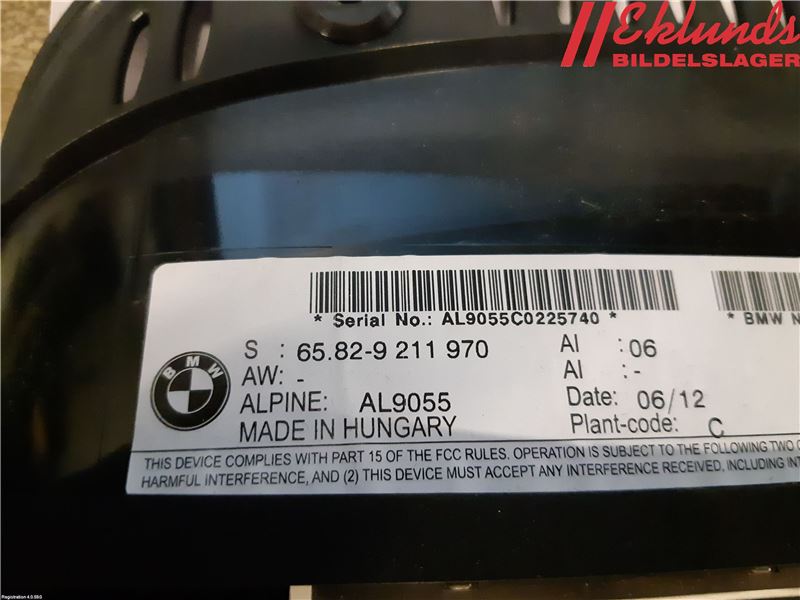 Eklunds
BILDELSLAGER
* Serial No.: AL9055C0225740 *
* BMW N
S : 65.82-9 211 970
AI : 06
AW: -
AI : -
ALPINE: AL9055
Date: 06/12
MADE IN HUNGARY
Plant-code: C
BMW
THIS DEVICE COMPLIES WITH PART 15 OF THE FCC RULES. OPERATION IS SUBJECT TO THE FOLLOWING TWO
HARMFUL INTERFERENCE, AND (2) THIS DEVICE MUST ACCEPT ANY INTERFERENCE RECEIVED, INCLUDING INT